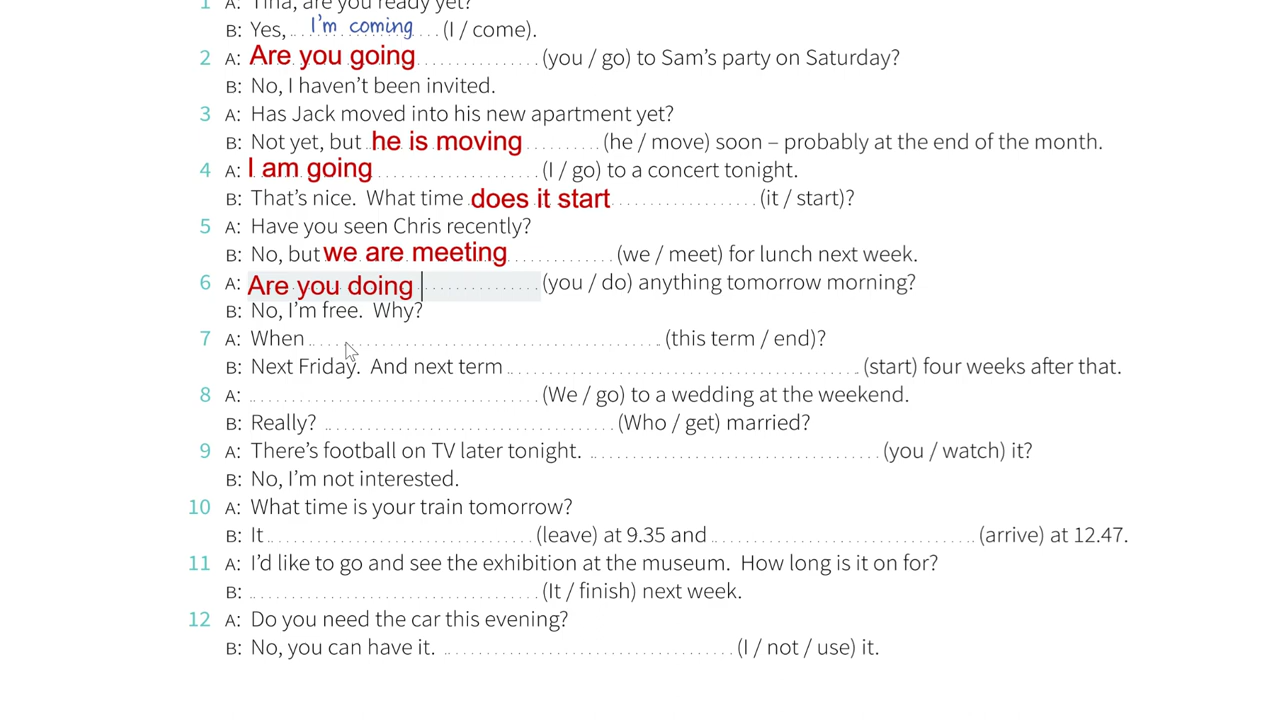 1 A: Tina, are you ready yet?
B: Yes, I'm coming (I / come).
2 A: Are you going (you / go) to Sam's party on Saturday?
B: No, I haven't been invited.
3 A: Has Jack moved into his new apartment yet?
B: Not yet, but he is moving (he / move) soon – probably at the end of the month.
4 A: I am going (I / go) to a concert tonight.
B: That's nice. What time does it start (it / start)?
5 A: Have you seen Chris recently?
B: No, but we are meeting (we / meet) for lunch next week.
6 A: Are you doing (you / do) anything tomorrow morning?
B: No, I'm free. Why?
7 A: When (this term / end)?
B: Next Friday. And next term (start) four weeks after that.
8 A: (We / go) to a wedding at the weekend.
B: Really? (Who / get) married?
9 A: There's football on TV later tonight. (you / watch) it?
B: No, I'm not interested.
10 A: What time is your train tomorrow?
B: It (leave) at 9.35 and (arrive) at 12.47.
11 A: I'd like to go and see the exhibition at the museum. How long is it on for?
B: (It / finish) next week.
12 A: Do you need the car this evening?
B: No, you can have it. (I / not / use) it.